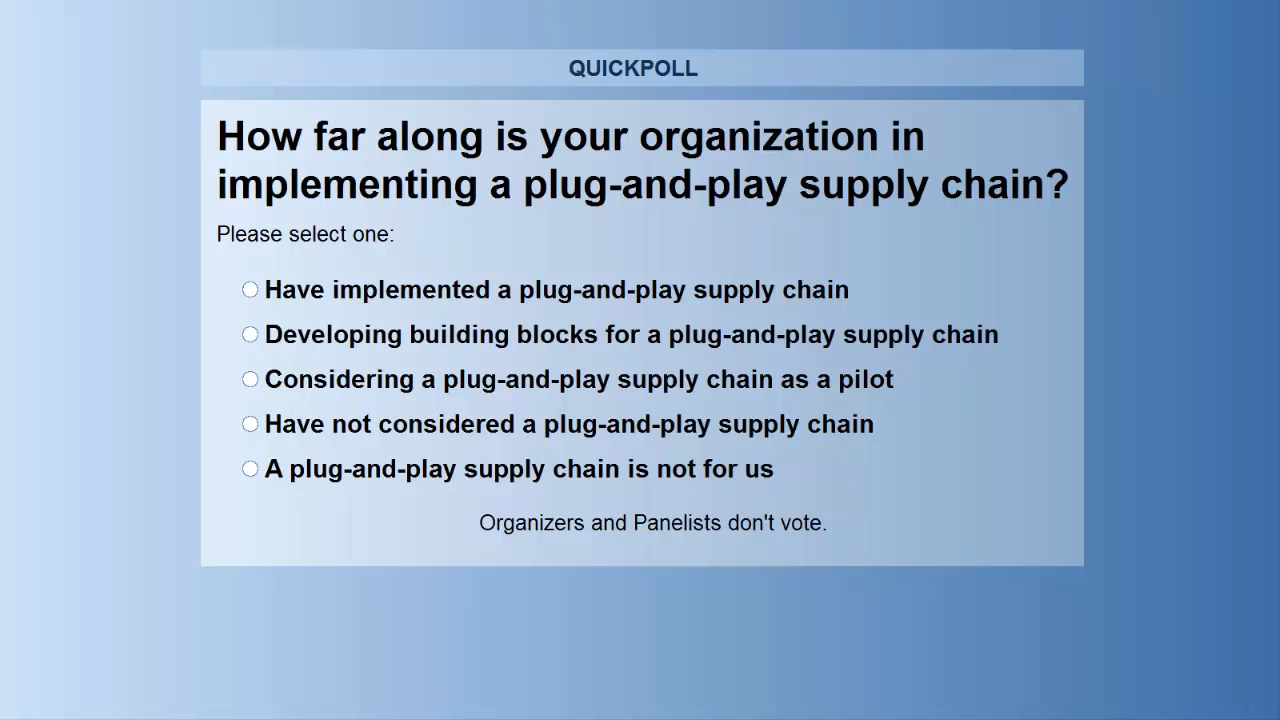 QUICKPOLL
How far along is your organization in
implementing a plug-and-play supply chain?
Please select one:
Have implemented a plug-and-play supply chain
Developing building blocks for a plug-and-play supply chain
Considering a plug-and-play supply chain as a pilot
Have not considered a plug-and-play supply chain
A plug-and-play supply chain is not for us
Organizers and Panelists don't vote.